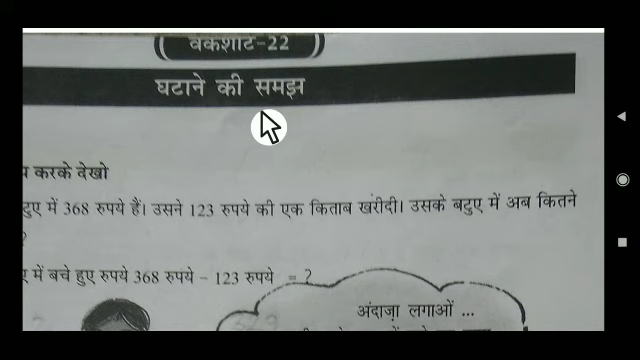 वर्कशीट-22
घटाने की समझ
करके देखो
में 368 रुपये हैं। उसने 123 रुपये की एक किताब खरीदी। उसके बटुए में अब कितने
?
में बचे हुए रुपये 368 रुपये – 123 रुपये = ?
अंदाज़ा लगाओं ...